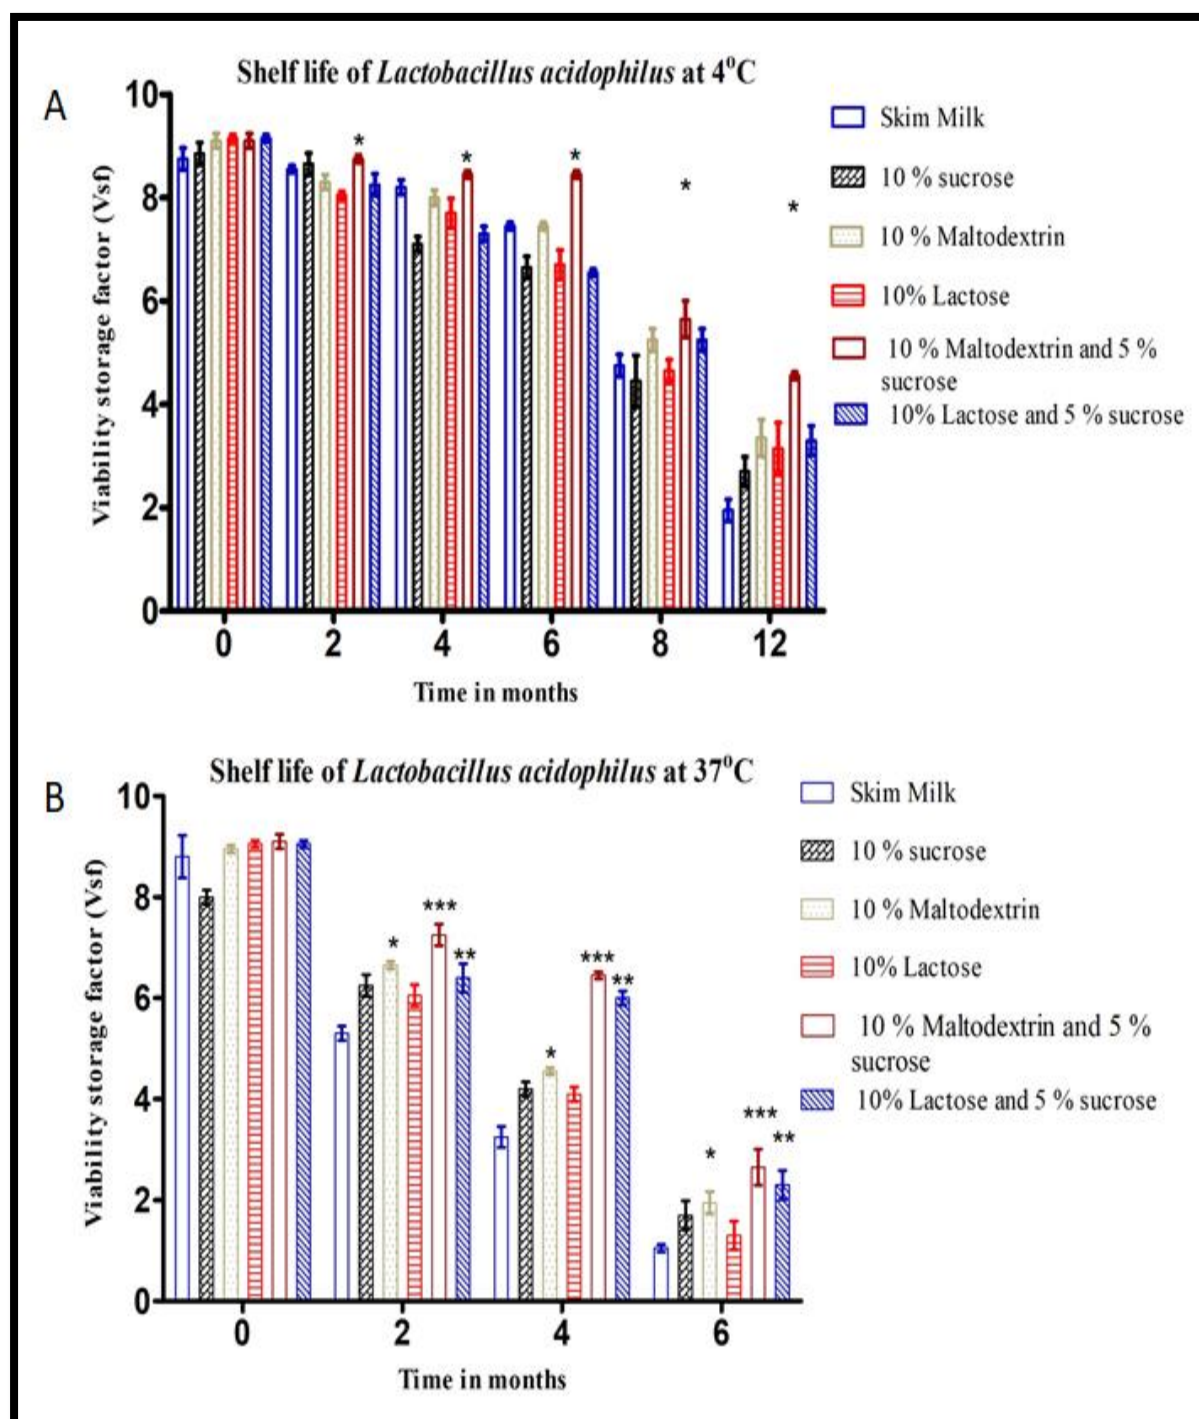 A
Shelf life of Lactobacillus acidophilus at 4⁰C
Viability storage factor (Vsf)
10
8
6
4
2
0
*
*
*
*
*
0 2 4 6 8 12
Time in months
Skim Milk
10 % sucrose
10 % Maltodextrin
10% Lactose
10 % Maltodextrin and 5 %
sucrose
10% Lactose and 5 % sucrose
B
Shelf life of Lactobacillus acidophilus at 37⁰C
Viability storage factor (Vsf)
10
8
6
4
2
0
* *** **
* *** **
* *** **
0 2 4 6
Time in months
Skim Milk
10 % sucrose
10 % Maltodextrin
10% Lactose
10 % Maltodextrin and 5 %
sucrose
10% Lactose and 5 % sucrose